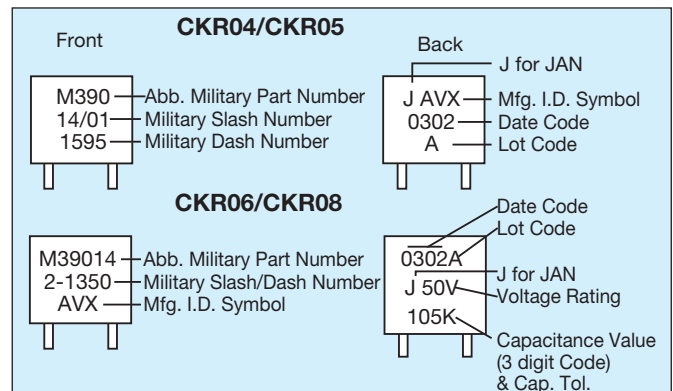 CKR04/CKR05
Front
M390
14/01
1595
Abb. Military Part Number
Military Slash Number
Military Dash Number
Back
J AVX
0302
A
J for JAN
Mfg. I.D. Symbol
Date Code
Lot Code
CKR06/CKR08
M39014
2-1350
AVX
Abb. Military Part Number
Military Slash/Dash Number
Mfg. I.D. Symbol
0302A
J 50V
105K
Date Code
Lot Code
J for JAN
Voltage Rating
Capacitance Value
(3 digit Code)
& Cap. Tol.